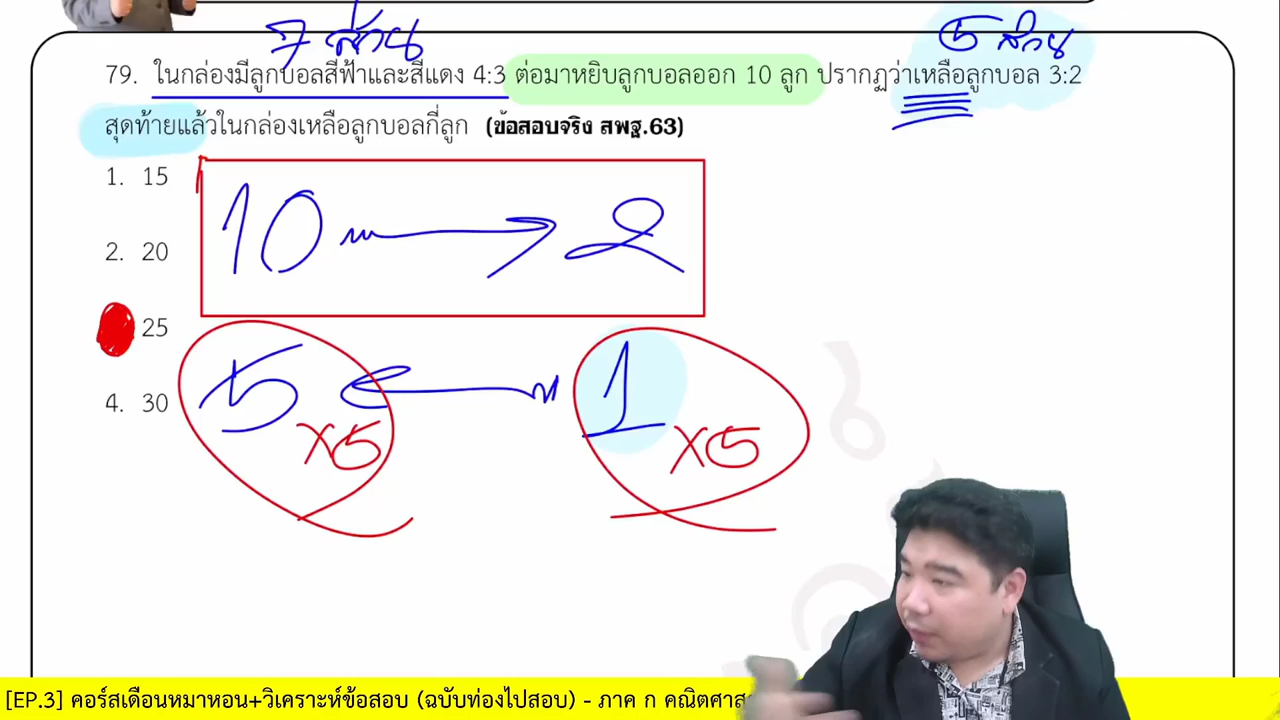 7 ส่วน
5 ส่วน
79. ในกล่องมีลูกบอลสีฟ้าและสีแดง 4:3 ต่อมาหยิบลูกบอลออก 10 ลูก ปรากฏว่าเหลือลูกบอล 3:2
สุดท้ายแล้วในกล่องเหลือลูกบอลกี่ลูก (ข้อสอบจริง สพฐ.63)
1. 15
10 → 2
2. 20
25
5 ← 1
4. 30
×5 ×5
[EP.3] คอร์สเดือนหมาหอน+วิเคราะห์ข้อสอบ (ฉบับท่องไปสอบ) - ภาค ก